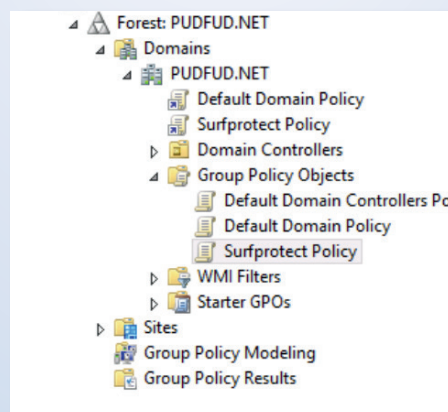 Forest: PUDFUD.NET
Domains
PUDFUD.NET
Default Domain Policy
Surfprotect Policy
Domain Controllers
Group Policy Objects
Default Domain Controllers Po
Default Domain Policy
Surfprotect Policy
WMI Filters
Starter GPOs
Sites
Group Policy Modeling
Group Policy Results